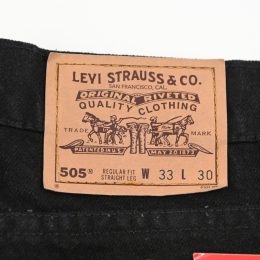 LEVI STRAUSS & CO.
SAN FRANCISCO, CAL.
ORIGINAL RIVETED
QUALITY CLOTHING
TRADE MARK
PATENTED IN U.S. MAY 20 1873
505 REGULAR FIT STRAIGHT LEG W 33 L 30